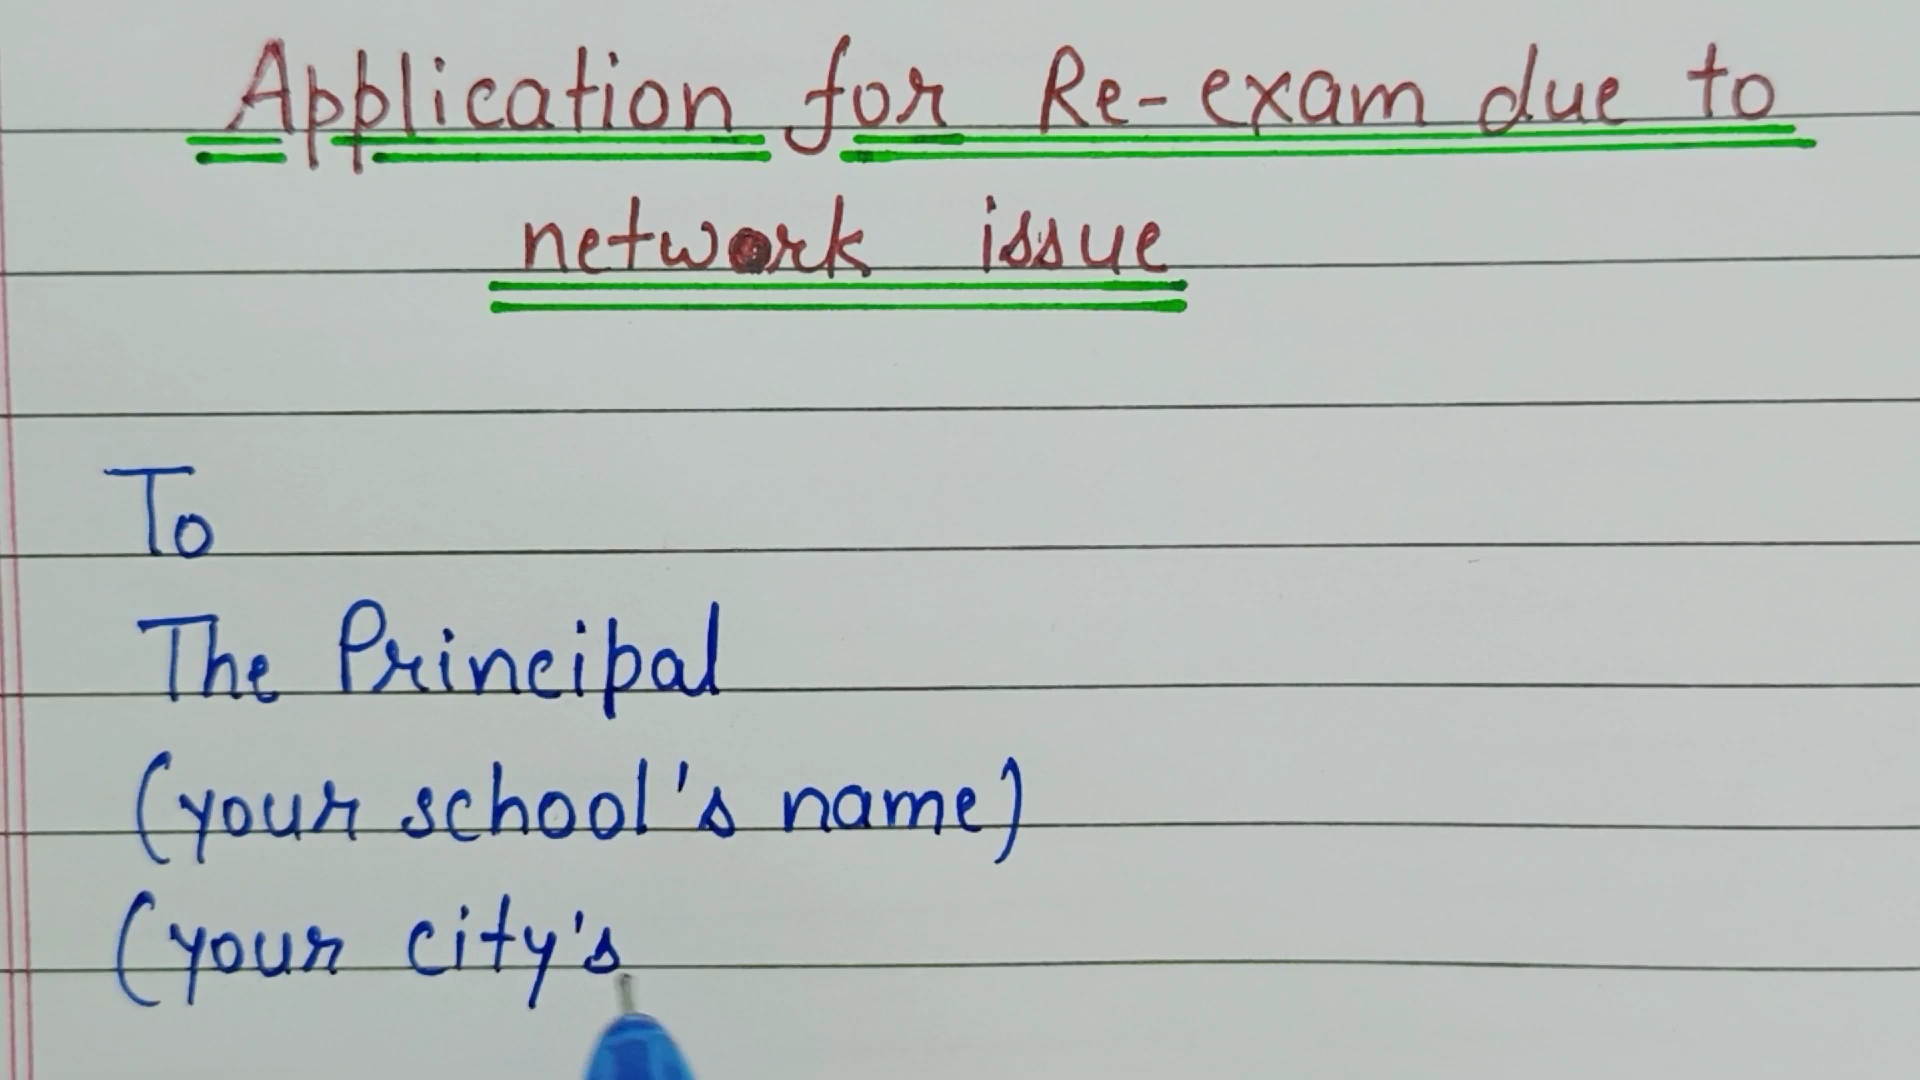 Application for Re-exam due to
network issue
To
The Principal
(your school's name)
(your city's